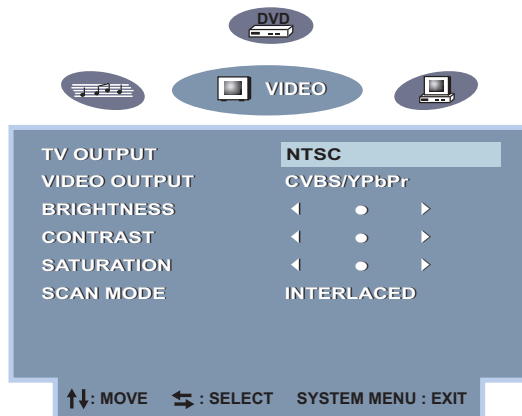 DVD
VIDEO
TV OUTPUT NTSC
VIDEO OUTPUT CVBS/YPbPr
BRIGHTNESS
CONTRAST
SATURATION
SCAN MODE INTERLACED
: MOVE : SELECT SYSTEM MENU : EXIT